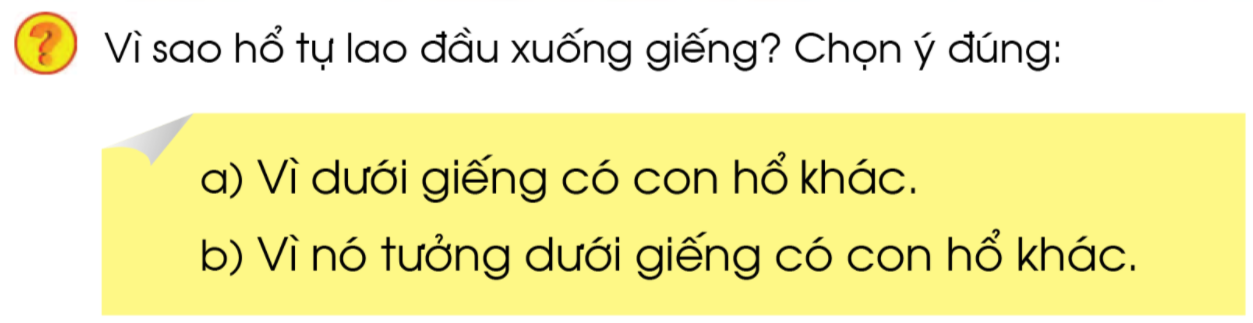 ?
Vì sao hổ tự lao đầu xuống giếng? Chọn ý đúng:
a) Vì dưới giếng có con hổ khác.
b) Vì nó tưởng dưới giếng có con hổ khác.